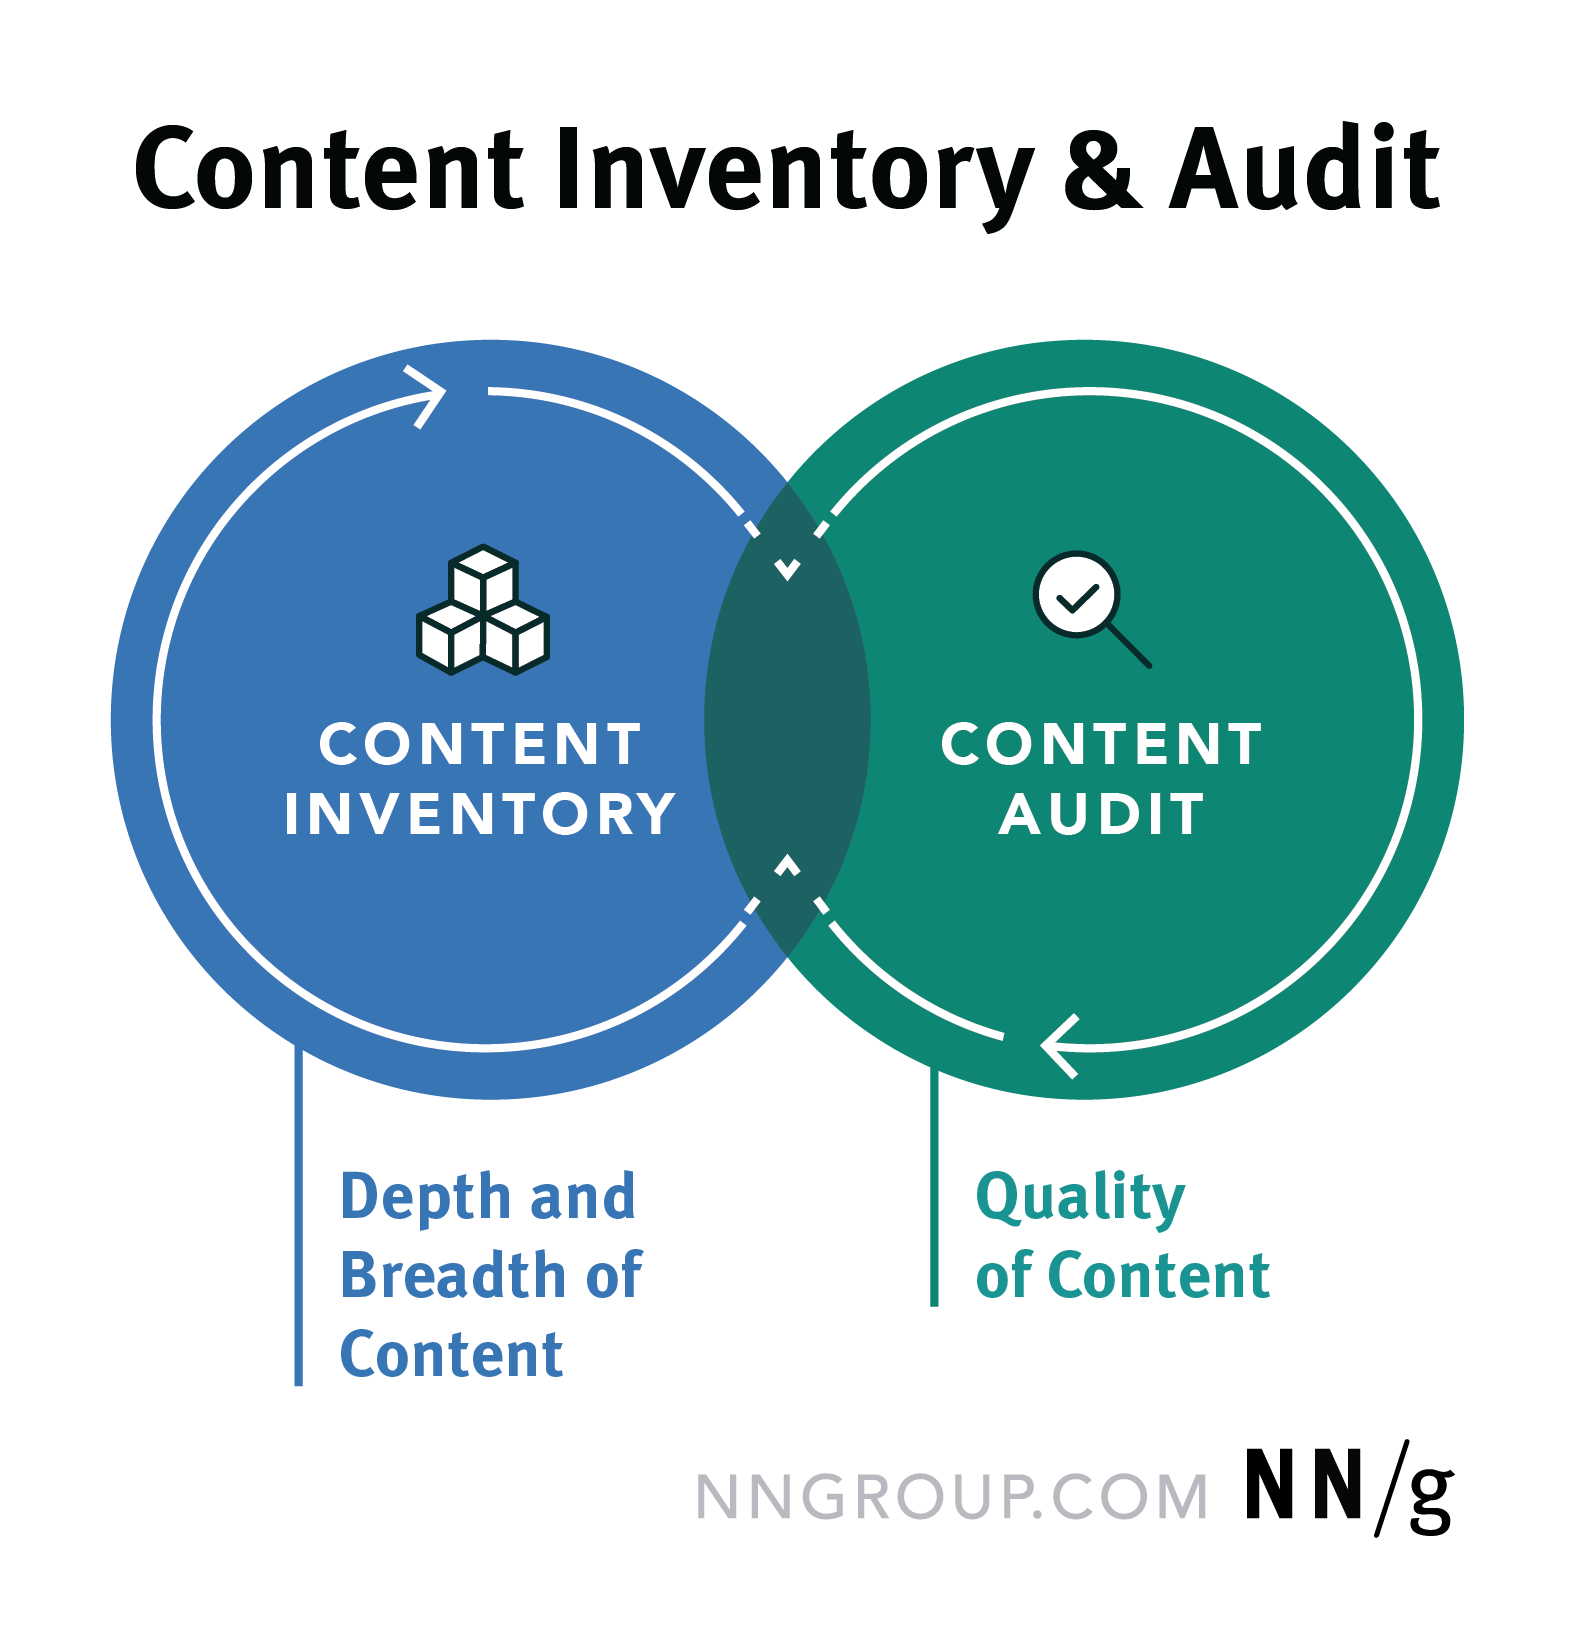 Content Inventory & Audit
CONTENT
INVENTORY
CONTENT
AUDIT
Depth and
Breadth of
Content
Quality
of Content
NNGROUP.COM NN/g